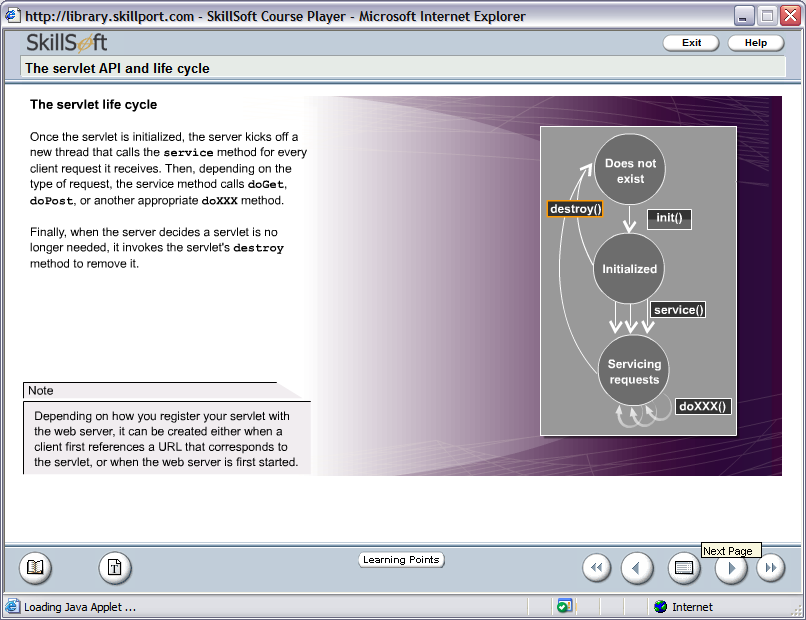 http://library.skillport.com - SkillSoft Course Player - Microsoft Internet Explorer
SkillSoft
Exit
Help
The servlet API and life cycle
The servlet life cycle
Once the servlet is initialized, the server kicks off a
new thread that calls the service method for every
client request it receives. Then, depending on the
type of request, the service method calls doGet,
doPost, or another appropriate doXXX method.
Finally, when the server decides a servlet is no
longer needed, it invokes the servlet's destroy
method to remove it.
Does not
exist
destroy()
init()
Initialized
service()
Servicing
requests
doXXX()
Note
Depending on how you register your servlet with
the web server, it can be created either when a
client first references a URL that corresponds to
the servlet, or when the web server is first started.
Learning Points
Next Page
T
Loading Java Applet ...
Internet